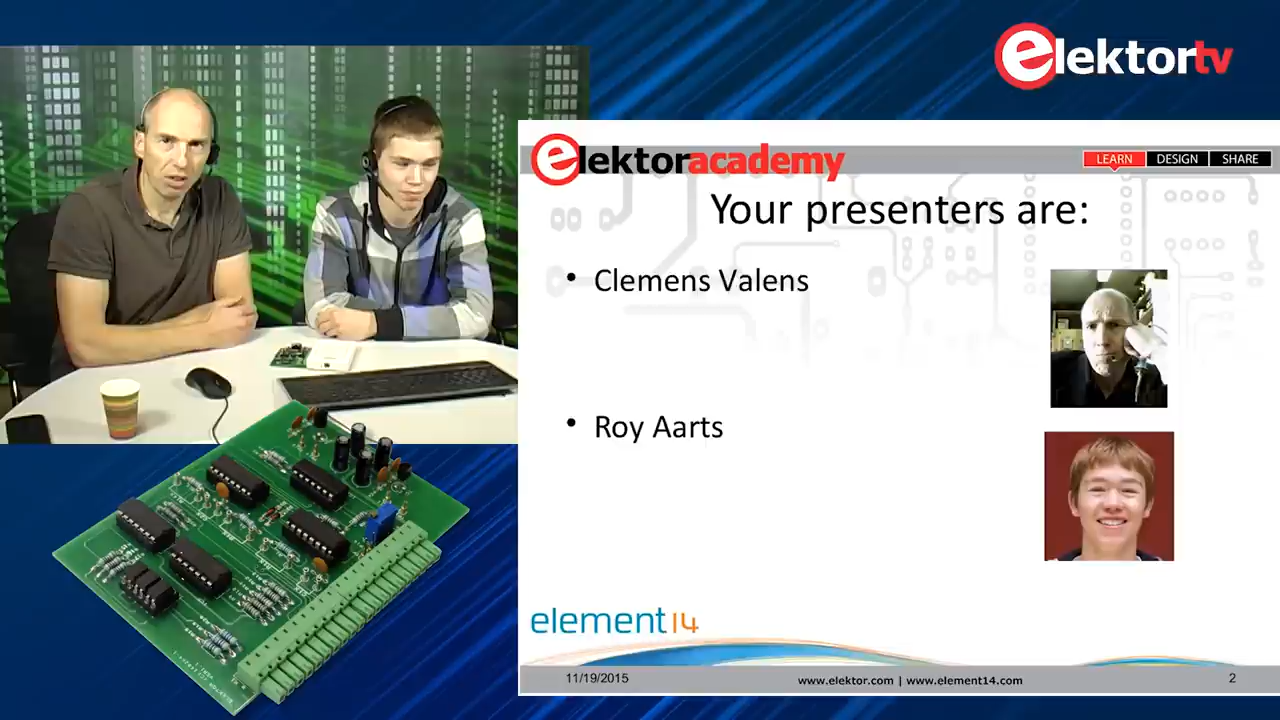 elektortv
elektoracademy
LEARN
DESIGN
SHARE
Your presenters are:
• Clemens Valens
• Roy Aarts
element14
11/19/2015
www.elektor.com | www.element14.com
2